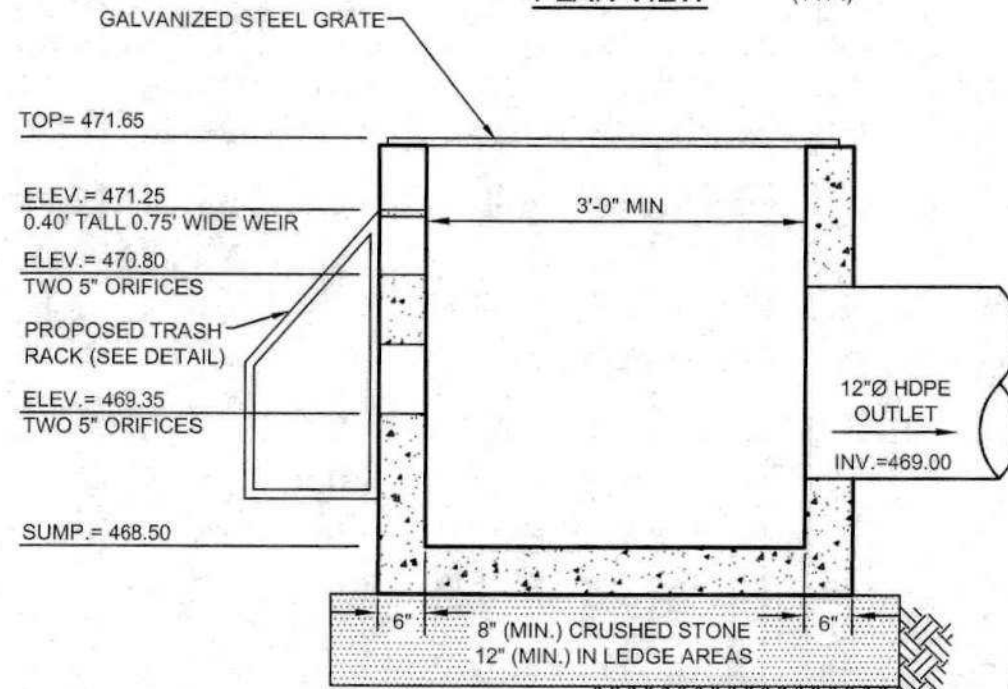 GALVANIZED STEEL GRATE
TOP= 471.65
ELEV.= 471.25
0.40' TALL 0.75' WIDE WEIR
3'-0" MIN
ELEV.= 470.80
TWO 5" ORIFICES
PROPOSED TRASH
RACK (SEE DETAIL)
ELEV.= 469.35
TWO 5" ORIFICES
12"Ø HDPE
OUTLET
INV.=469.00
SUMP.= 468.50
6"
8" (MIN.) CRUSHED STONE
12" (MIN.) IN LEDGE AREAS
6"